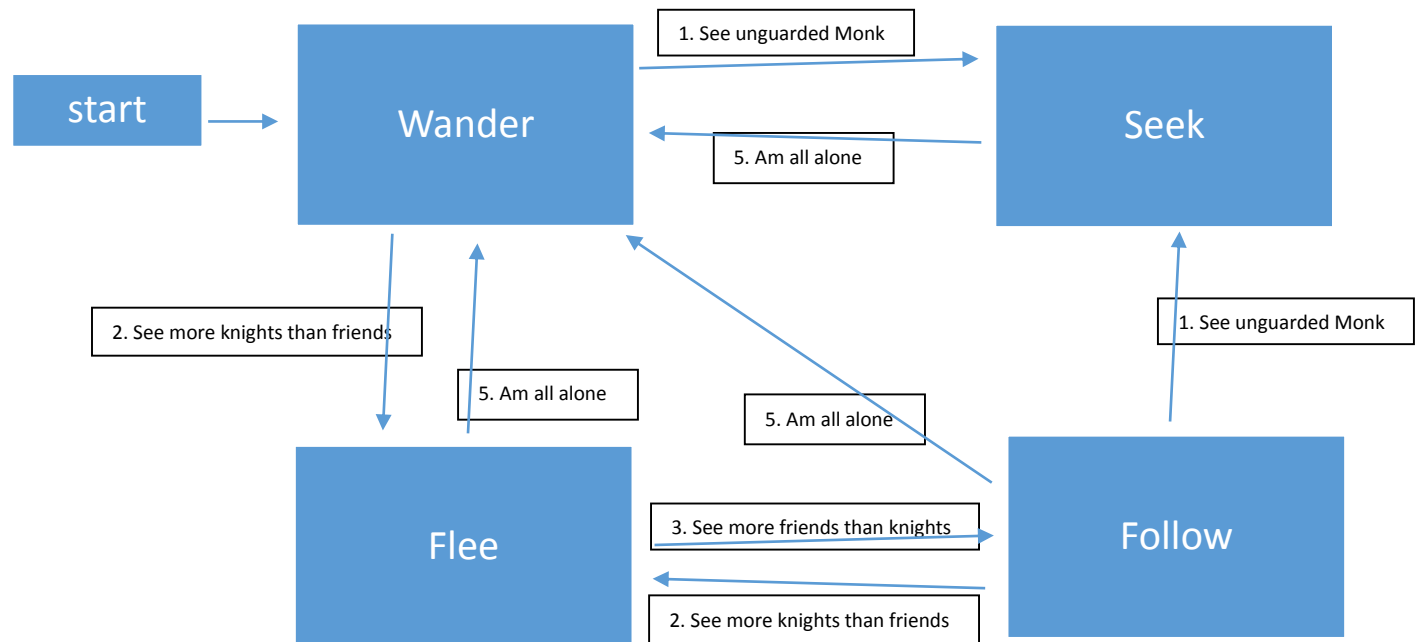 1. See unguarded Monk
start
Wander
Seek
5. Am all alone
2. See more knights than friends
1. See unguarded Monk
5. Am all alone
5. Am all alone
3. See more friends than knights
Flee
Follow
2. See more knights than friends